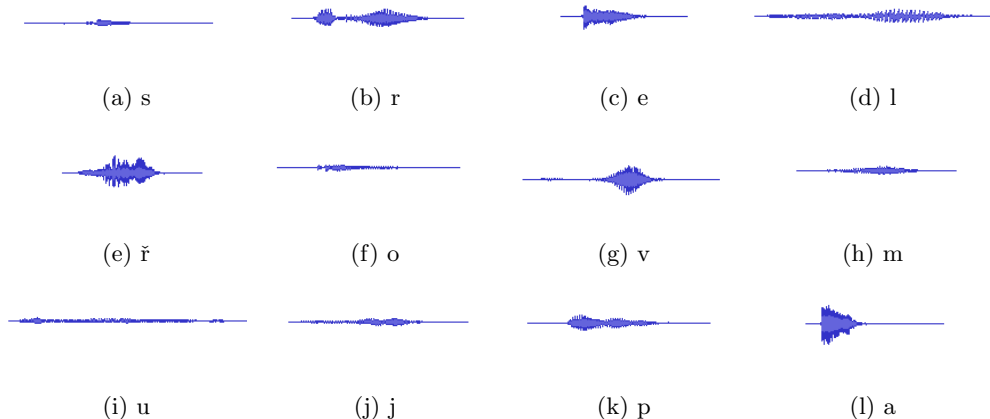 (a) s (b) r (c) e (d) l
(e) ř (f) o (g) v (h) m
(i) u (j) j (k) p (l) a